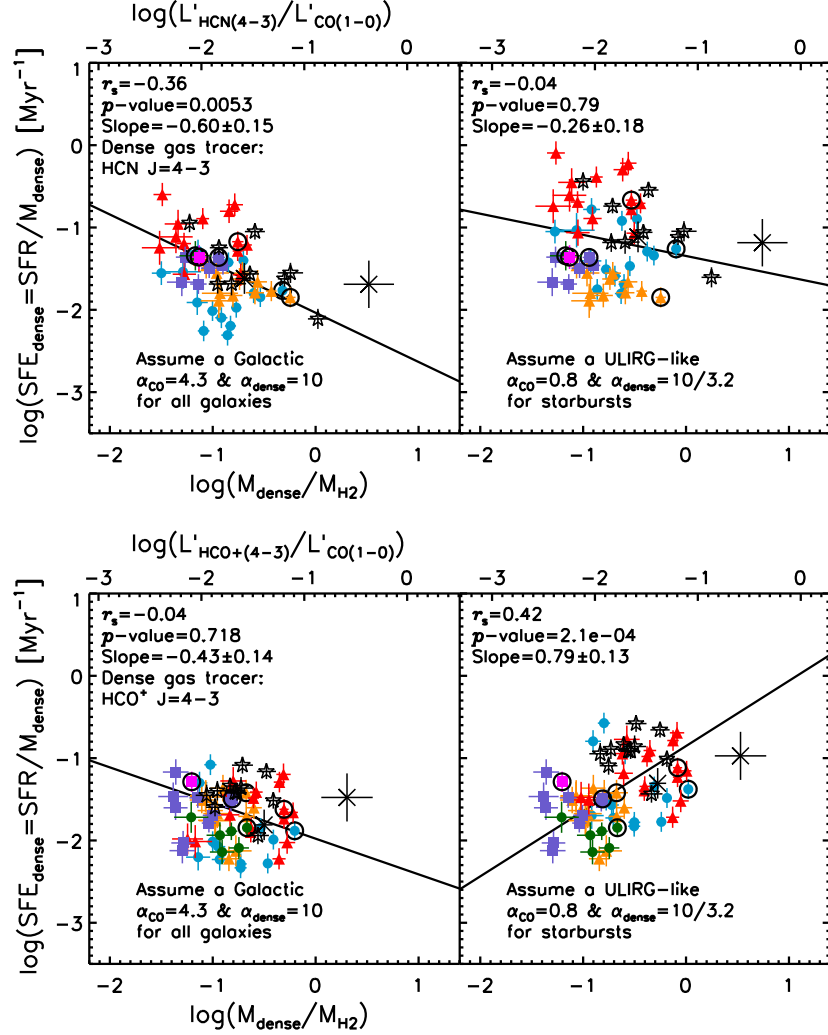 log(L'HCN(4−3)/L'CO(1−0))
−3 −2 −1 0 −3 −2 −1 0
log(SFEdense=SFR/Mdense) [Myr−1]
1
0
−1
−2
−3
rs=−0.36
p−value=0.0053
Slope=−0.60±0.15
Dense gas tracer:
HCN J=4−3
Assume a Galactic
αCO=4.3 & αdense=10
for all galaxies
rs=−0.04
p−value=0.79
Slope=−0.26±0.18
Assume a ULIRG−like
αCO=0.8 & αdense=10/3.2
for starbursts
−2 −1 0 1 −2 −1 0 1
log(Mdense/MH2)
log(L'HCO+(4−3)/L'CO(1−0))
−3 −2 −1 0 −3 −2 −1 0
log(SFEdense=SFR/Mdense) [Myr−1]
1
0
−1
−2
−3
rs=−0.04
p−value=0.718
Slope=−0.43±0.14
Dense gas tracer:
HCO+ J=4−3
Assume a Galactic
αCO=4.3 & αdense=10
for all galaxies
rs=0.42
p−value=2.1e−04
Slope=0.79±0.13
Assume a ULIRG−like
αCO=0.8 & αdense=10/3.2
for starbursts
−2 −1 0 1 −2 −1 0 1
log(Mdense/MH2)